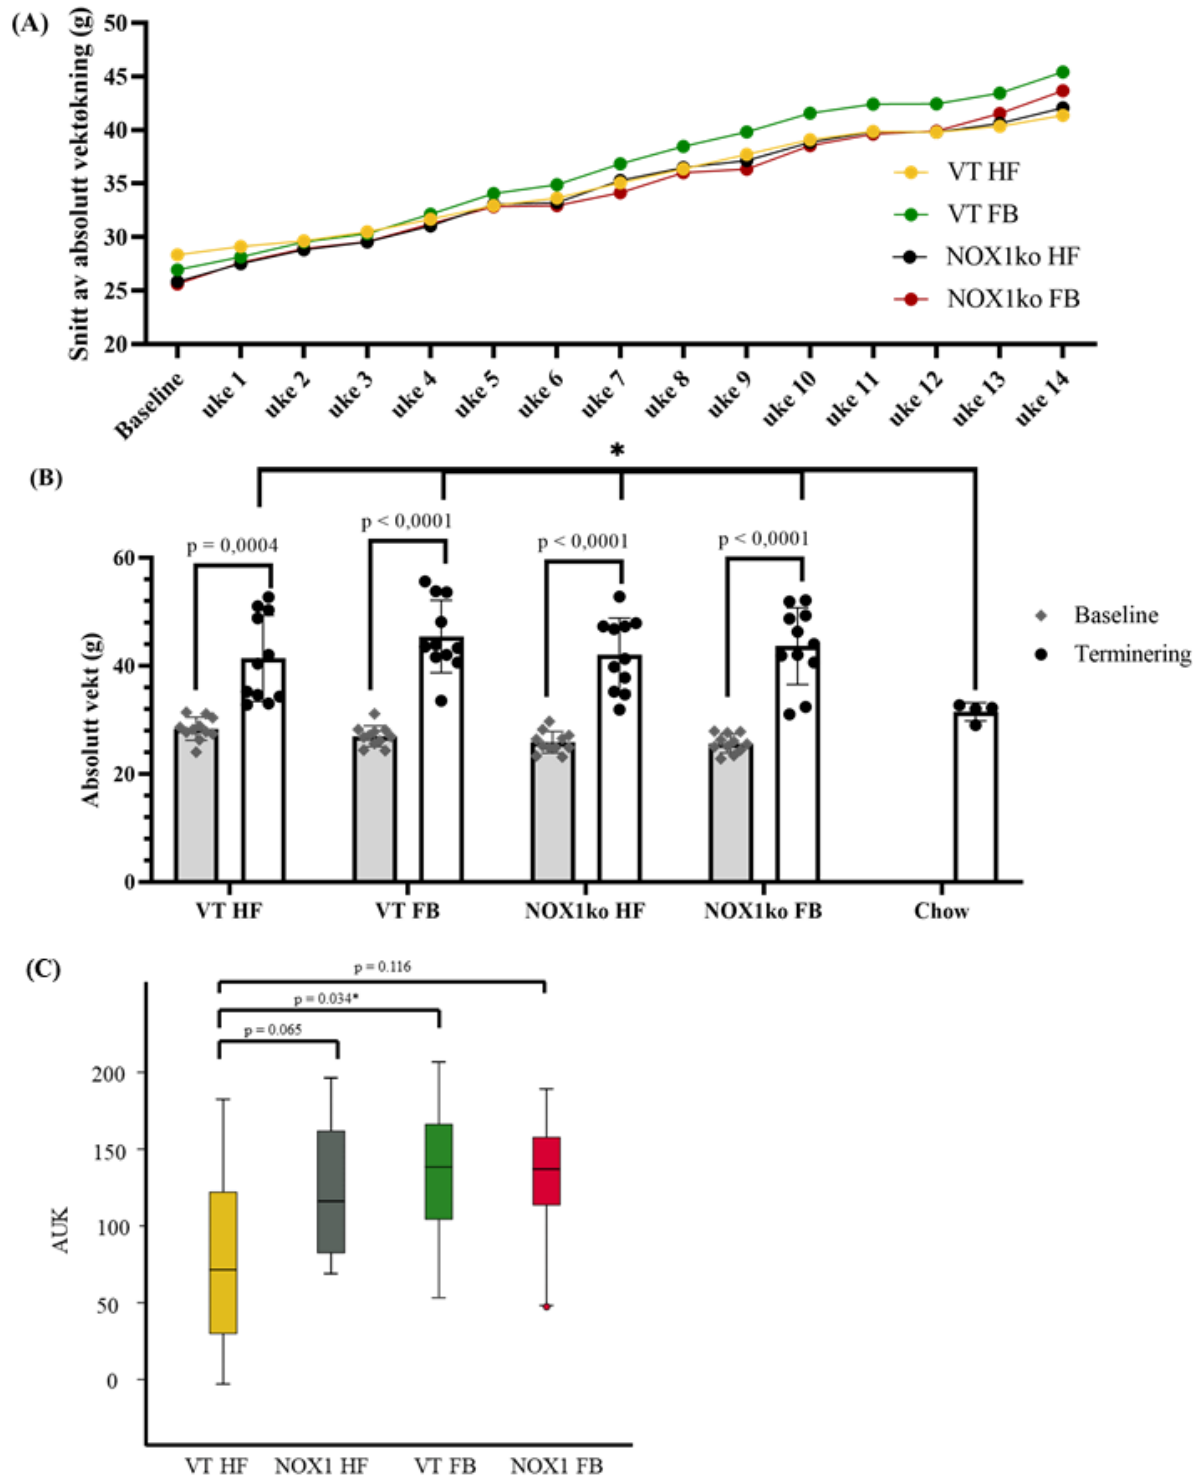 (A)
Snitt av absolutt vektøkning (g)
50
45
40
35
30
25
20
VT HF
VT FB
NOX1ko HF
NOX1ko FB
Baseline
uke 1
uke 2
uke 3
uke 4
uke 5
uke 6
uke 7
uke 8
uke 9
uke 10
uke 11
uke 12
uke 13
uke 14
(B)
*
p = 0,0004
p < 0,0001
p < 0,0001
p < 0,0001
Absolutt vekt (g)
60
40
20
0
Baseline
Terminering
VT HF
VT FB
NOX1ko HF
NOX1ko FB
Chow
(C)
p = 0.116
p = 0.034*
p = 0.065
AUK
200
150
100
50
0
VT HF
NOX1 HF
VT FB
NOX1 FB